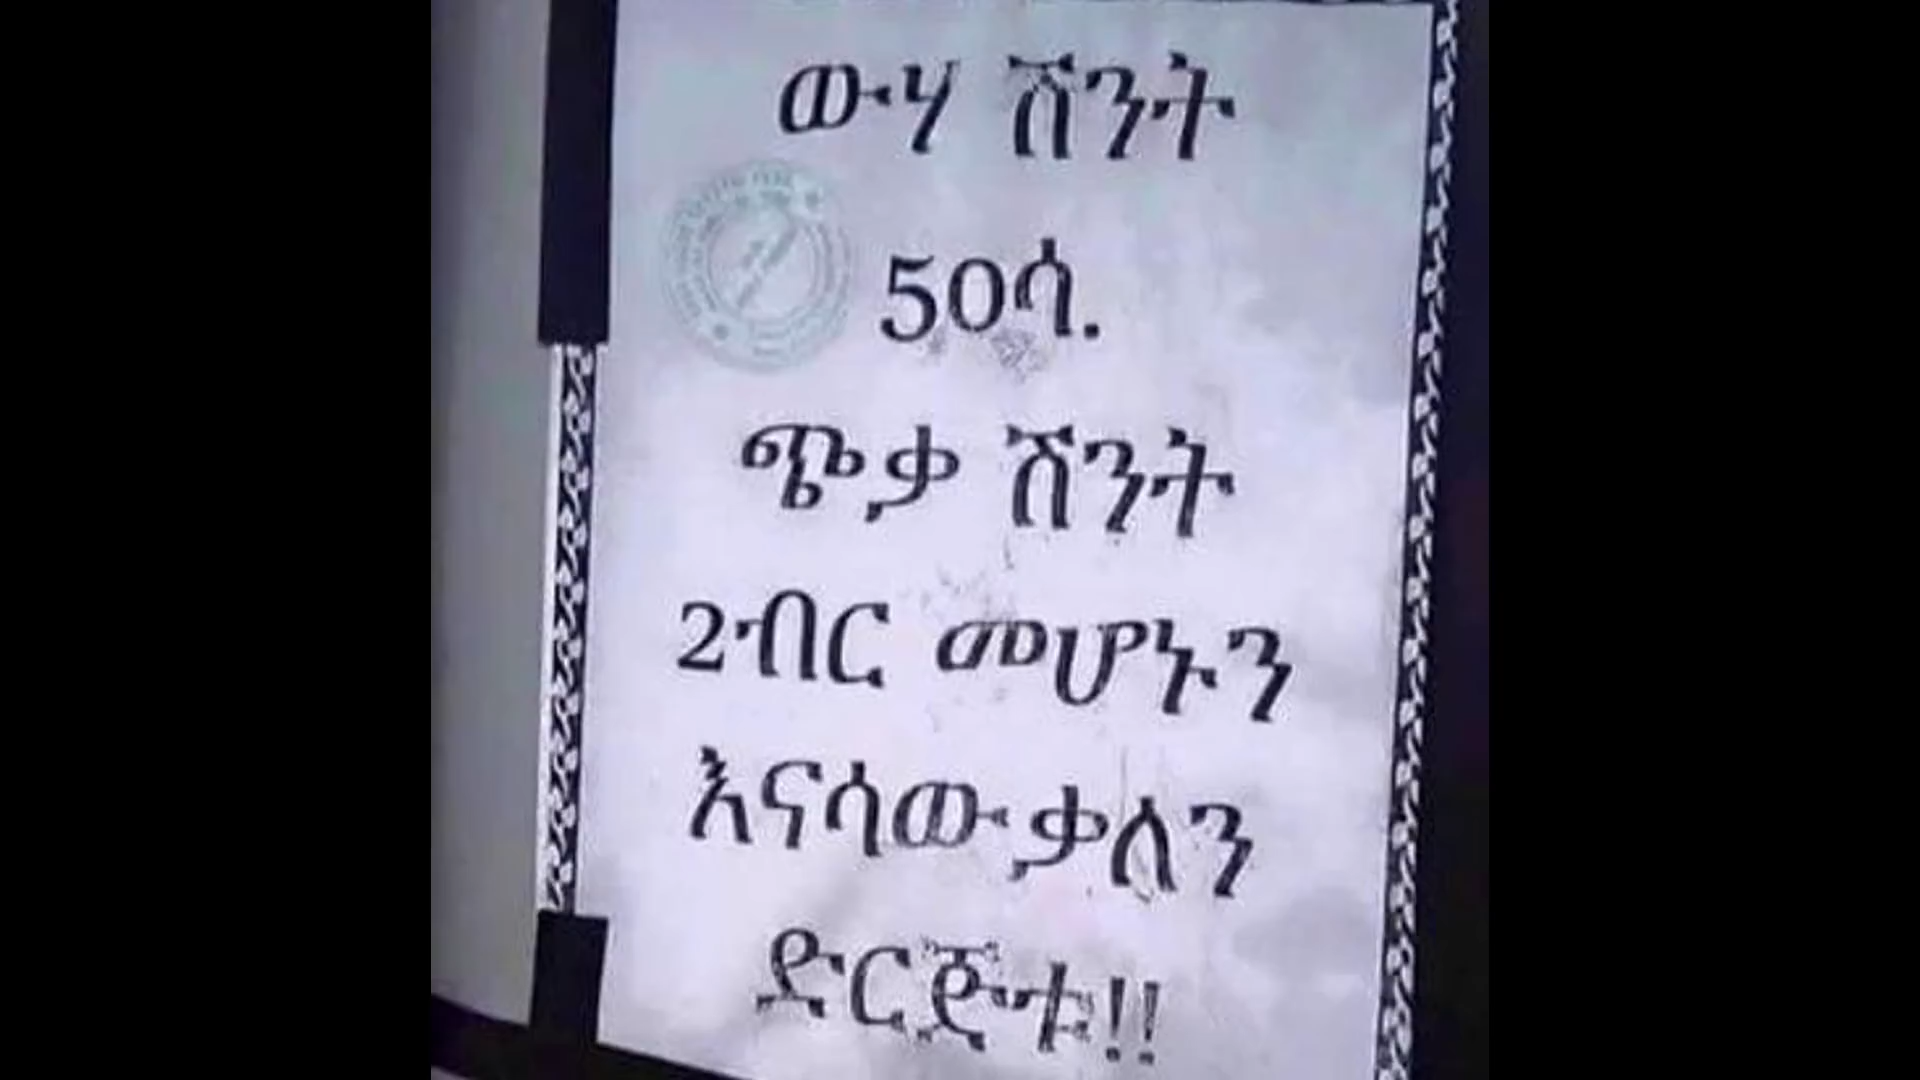 ውሃ ሽንት
50ሳ.
ጭቃ ሽንት
2ብር መሆኑን
እናሳውቃለን
ድርጅቱ!!